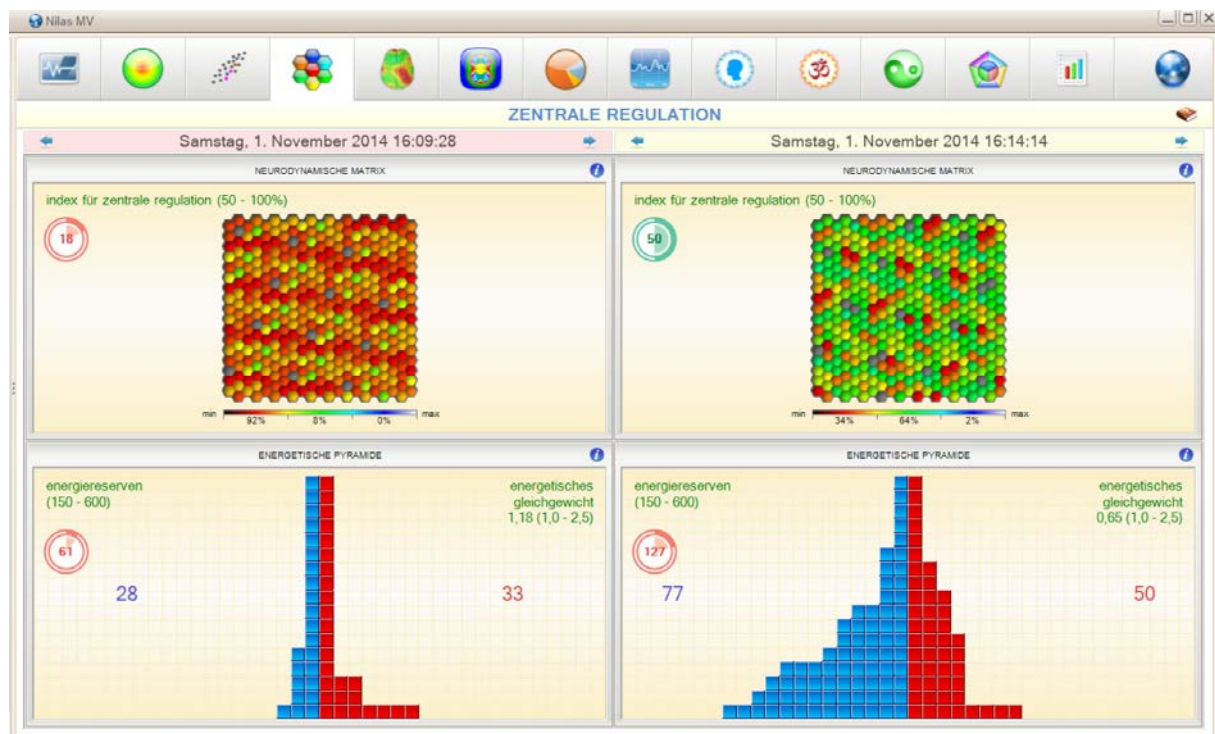 Nilas MV
ZENTRALE REGULATION
Samstag, 1. November 2014 16:09:28
NEURODYNAMISCHE MATRIX
index für zentrale regulation (50 - 100%)
18
min max
92% 8% 0%
ENERGETISCHE PYRAMIDE
energiereserven
(150 - 600)
61
energetisches
gleichgewicht
1,18 (1,0 - 2,5)
28
33
Samstag, 1. November 2014 16:14:14
NEURODYNAMISCHE MATRIX
index für zentrale regulation (50 - 100%)
50
min max
34% 64% 2%
ENERGETISCHE PYRAMIDE
energiereserven
(150 - 600)
127
energetisches
gleichgewicht
0,65 (1,0 - 2,5)
77
50